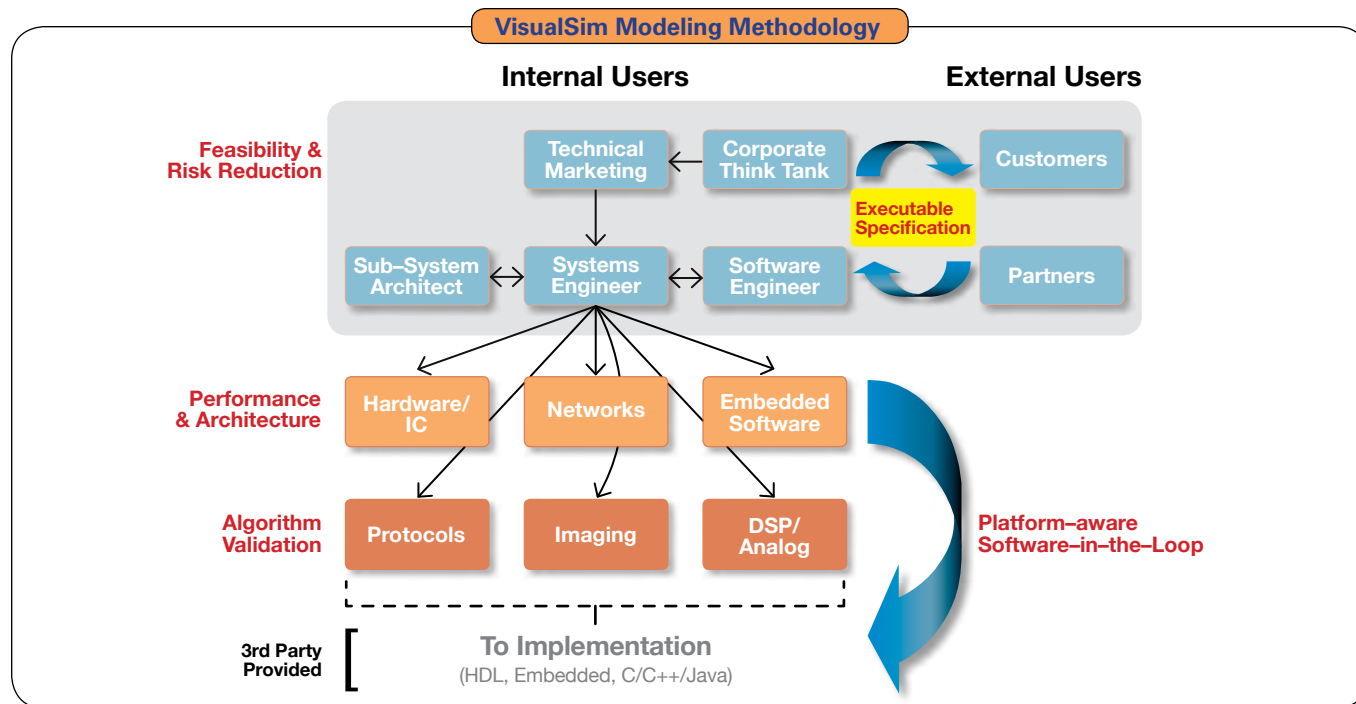 VisualSim Modeling Methodology
Internal Users
External Users
Feasibility &
Risk Reduction
Technical
Marketing
Corporate
Think Tank
Customers
Executable
Specification
Sub–System
Architect
Systems
Engineer
Software
Engineer
Partners
Performance
& Architecture
Hardware/
IC
Networks
Embedded
Software
Algorithm
Validation
Protocols
Imaging
DSP/
Analog
Platform–aware
Software–in–the–Loop
3rd Party
Provided
To Implementation
(HDL, Embedded, C/C++/Java)